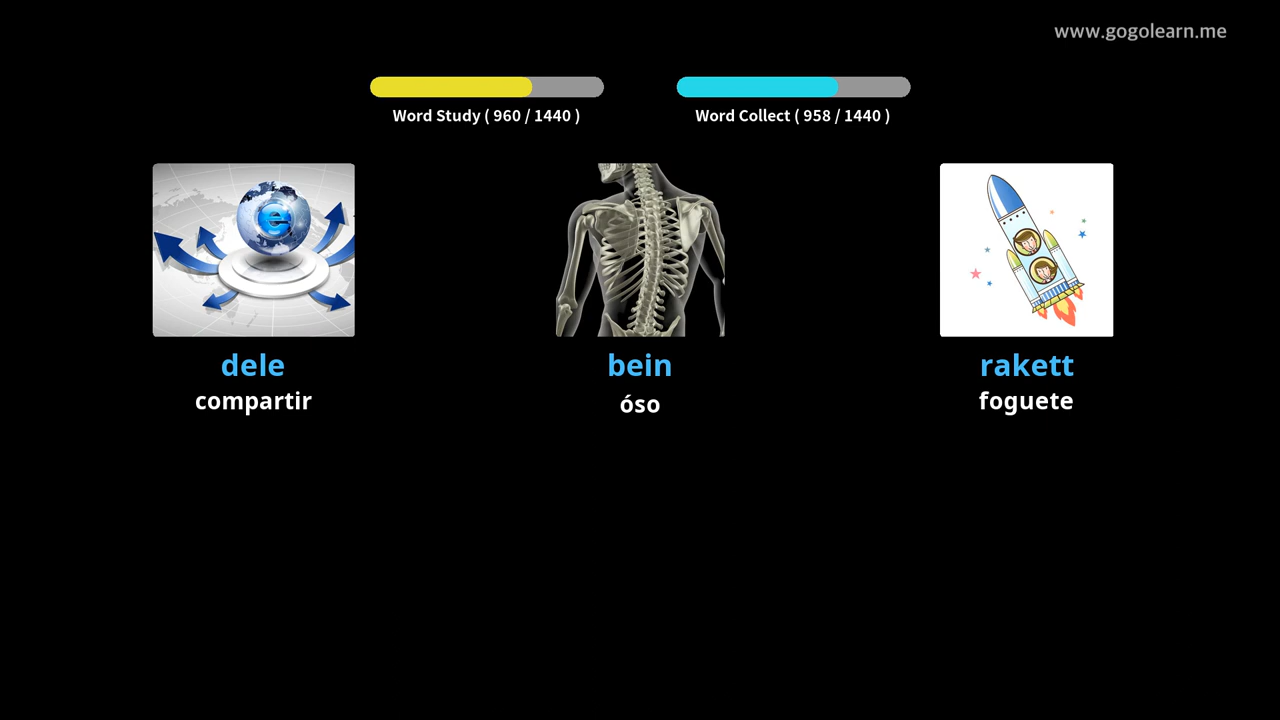 www.gogolearn.me
Word Study ( 960 / 1440 )
Word Collect ( 958 / 1440 )
e
dele
bein
rakett
compartir
óso
foguete